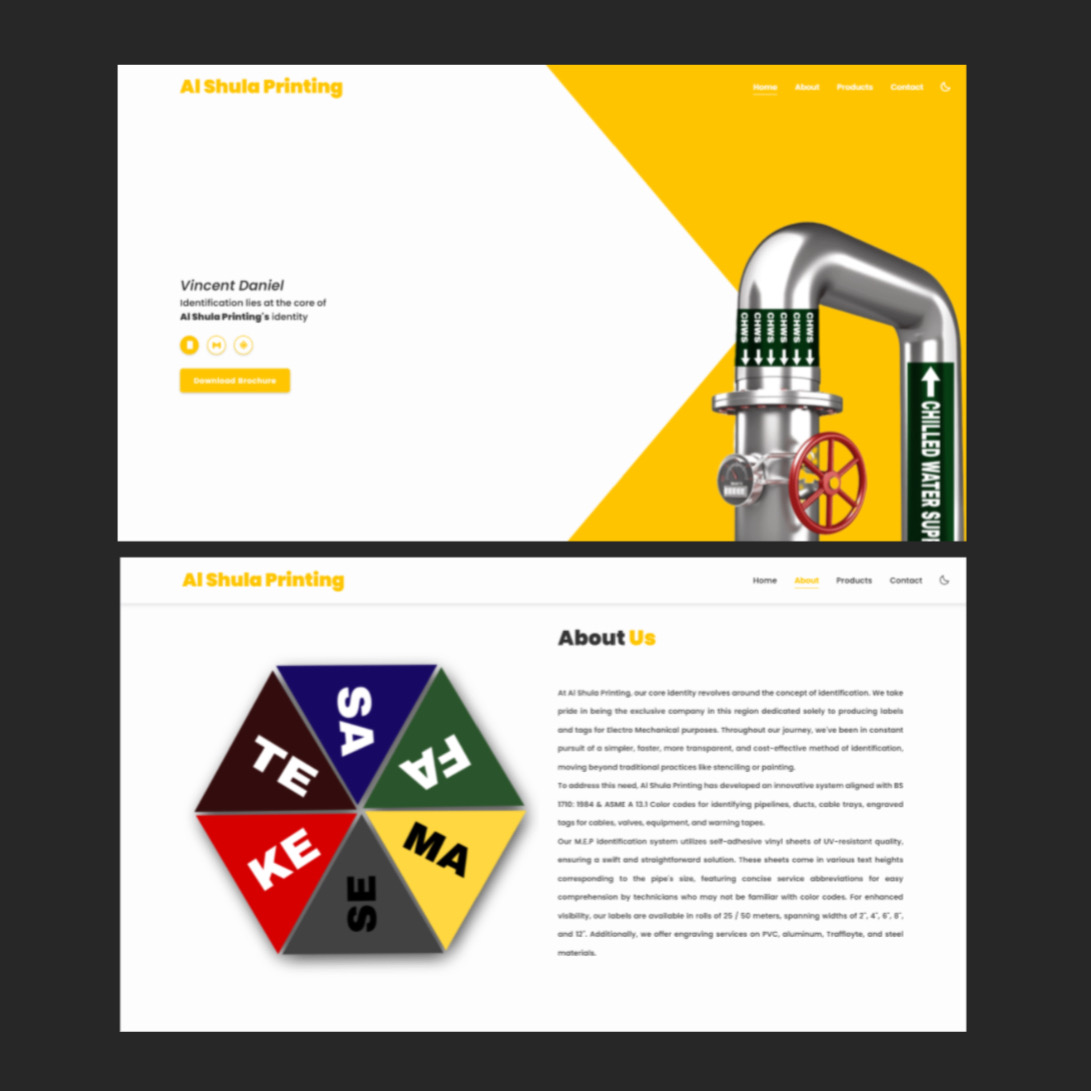 Al Shula Printing
Home About Products Contact
Vincent Daniel
Identification lies at the core of
Al Shula Printing's identity
Download Brochure
CHWS CHWS CHWS CHWS CHWS CHWS
CHILLED WATER SUPP
Al Shula Printing
Home About Products Contact
About Us
At Al Shula Printing, our core identity revolves around the concept of identification. We take
pride in being the exclusive company in this region dedicated solely to producing labels
and tags for Electro Mechanical purposes. Throughout our journey, we've been in constant
pursuit of a simpler, faster, more transparent, and cost-effective method of identification,
moving beyond traditional practices like stenciling or painting.
To address this need, Al Shula Printing has developed an innovative system aligned with BS
1710: 1984 & ASME A 13.1 Color codes for identifying pipelines, ducts, cable trays, engraved
tags for cables, valves, equipment, and warning tapes.
Our M.E.P Identification system utilizes self-adhesive vinyl sheets of UV-resistant quality,
ensuring a swift and straightforward solution. These sheets come in various text heights
corresponding to the pipe's size, featuring concise service abbreviations for easy
comprehension by technicians who may not be familiar with color codes. For enhanced
visibility, our labels are available in rolls of 25 / 50 meters, spanning widths of 2", 4", 6", 8",
and 12". Additionally, we offer engraving services on PVC, aluminum, Traffloyte, and steel
materials.
SA
FA
MA
SE
KE
TE